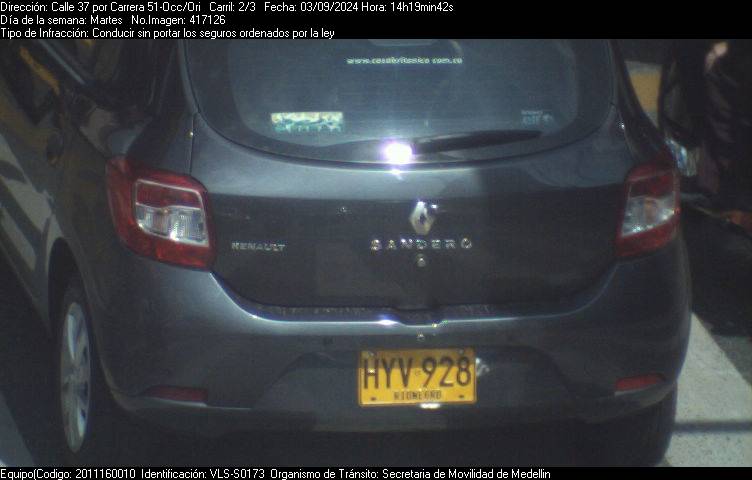 Dirección: Calle 37 por Carrera 51-Occ/Ori   Carril: 2/3   Fecha: 03/09/2024 Hora: 14h19min42s
Día de la semana: Martes   No.Imagen: 417126
Tipo de Infracción: Conducir sin portar los seguros ordenados por la ley
www.casabritanica.com.co
RENAULT
SANDERO
HYV 928
RIONEGRO
Equipo(Codigo: 2011160010  Identificación: VLS-S0173  Organismo de Tránsito: Secretaria de Movilidad de Medellin